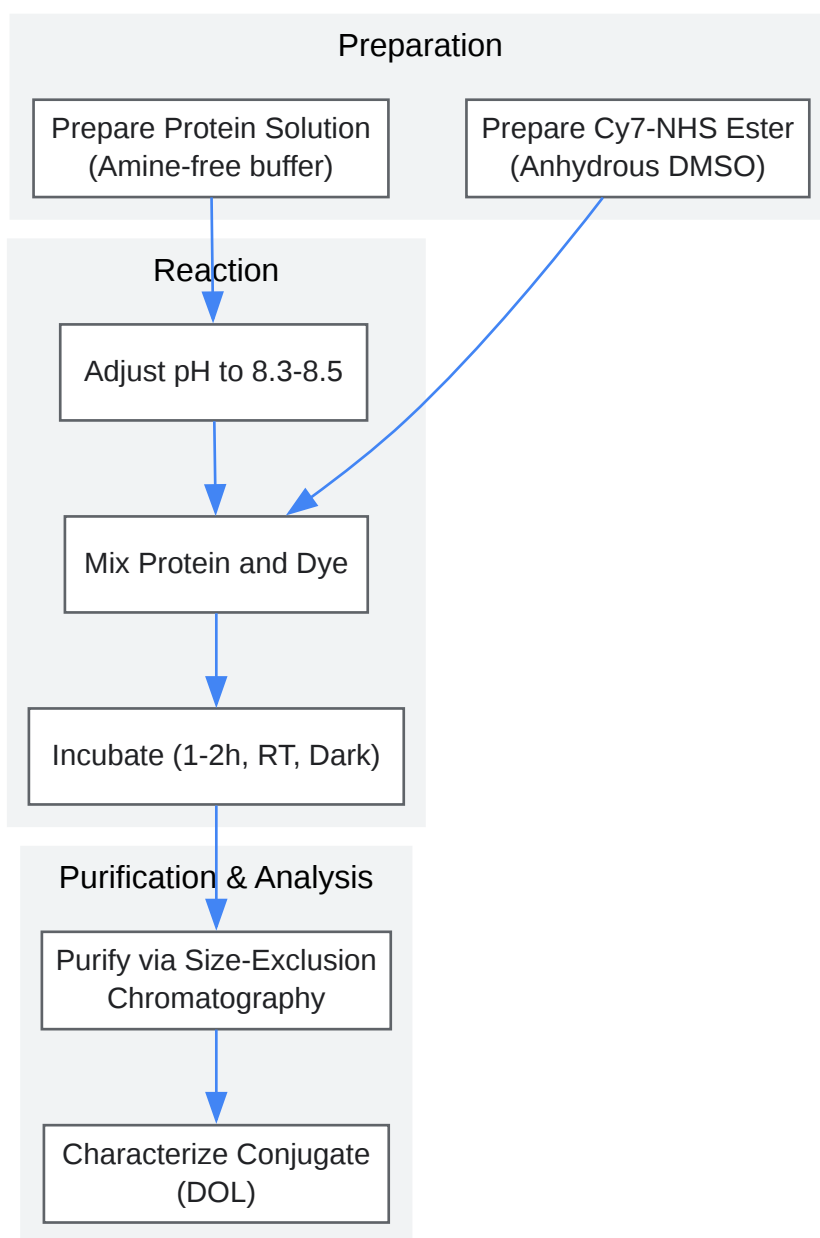 Preparation
Prepare Protein Solution
(Amine-free buffer)
Prepare Cy7-NHS Ester
(Anhydrous DMSO)
Reaction
Adjust pH to 8.3-8.5
Mix Protein and Dye
Incubate (1-2h, RT, Dark)
Purification & Analysis
Purify via Size-Exclusion
Chromatography
Characterize Conjugate
(DOL)